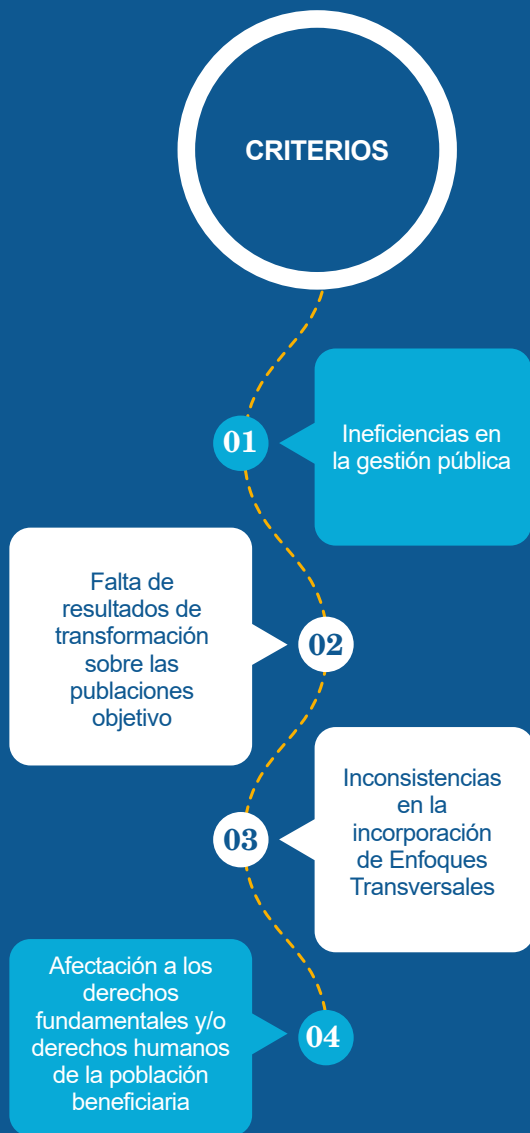 CRITERIOS
01
Ineficiencias en
la gestión pública
Falta de
resultados de
transformación
sobre las
publaciones
objetivo
02
03
Inconsistencias
en la
incorporación
de Enfoques
Transversales
Afectación a los
derechos
fundamentales y/o
derechos humanos
de la población
beneficiaria
04